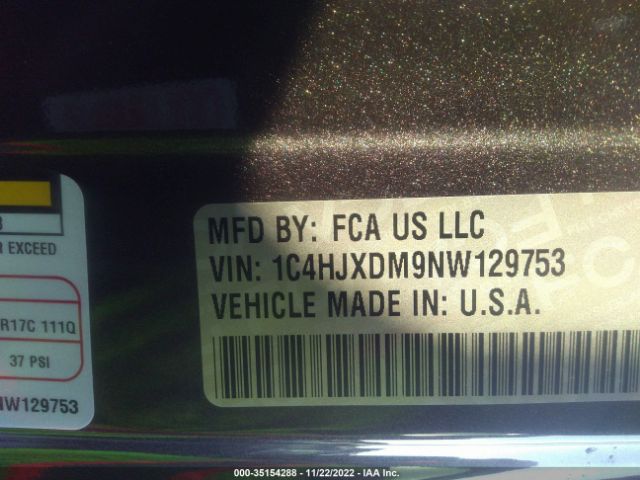 MFD BY: FCA US LLC
VIN: 1C4HJXDM9NW129753
VEHICLE MADE IN: U.S.A.
EXCEED
R17C 111Q
37 PSI
NW129753
000-35154288 - 11/22/2022 - IAA Inc.